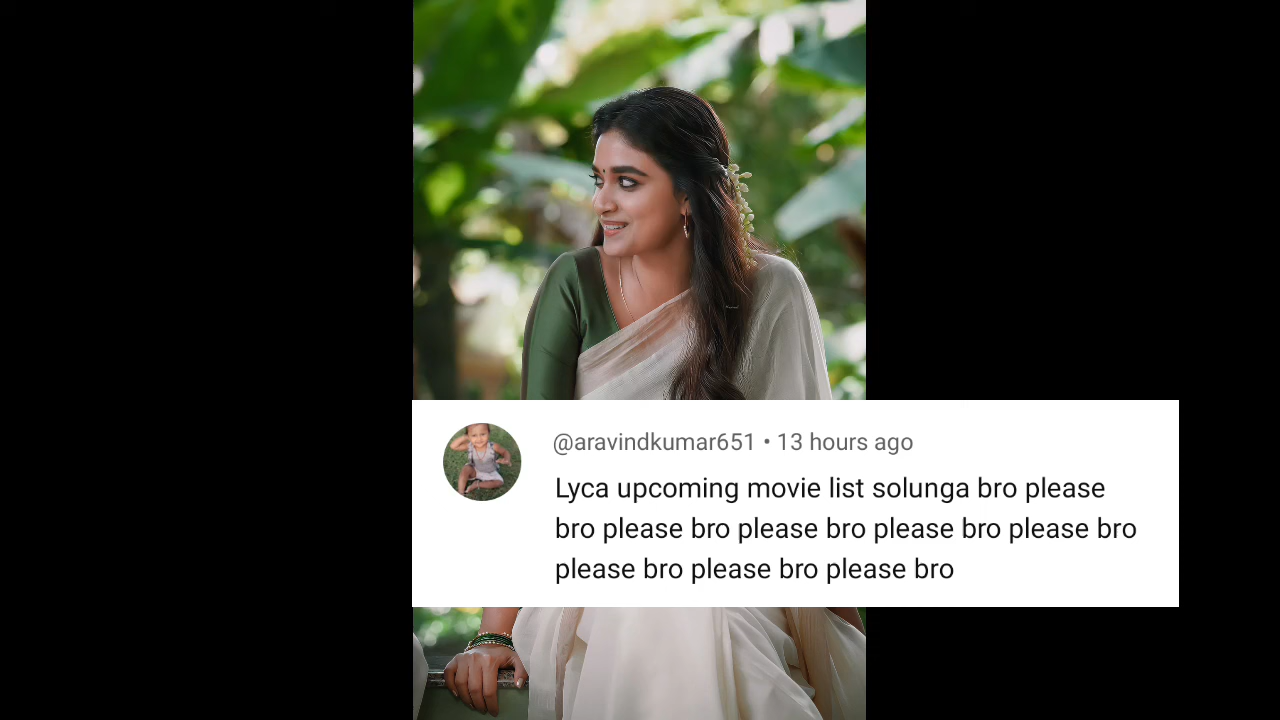 @aravindkumar651 • 13 hours ago
Lyca upcoming movie list solunga bro please
bro please bro please bro please bro please bro
please bro please bro please bro